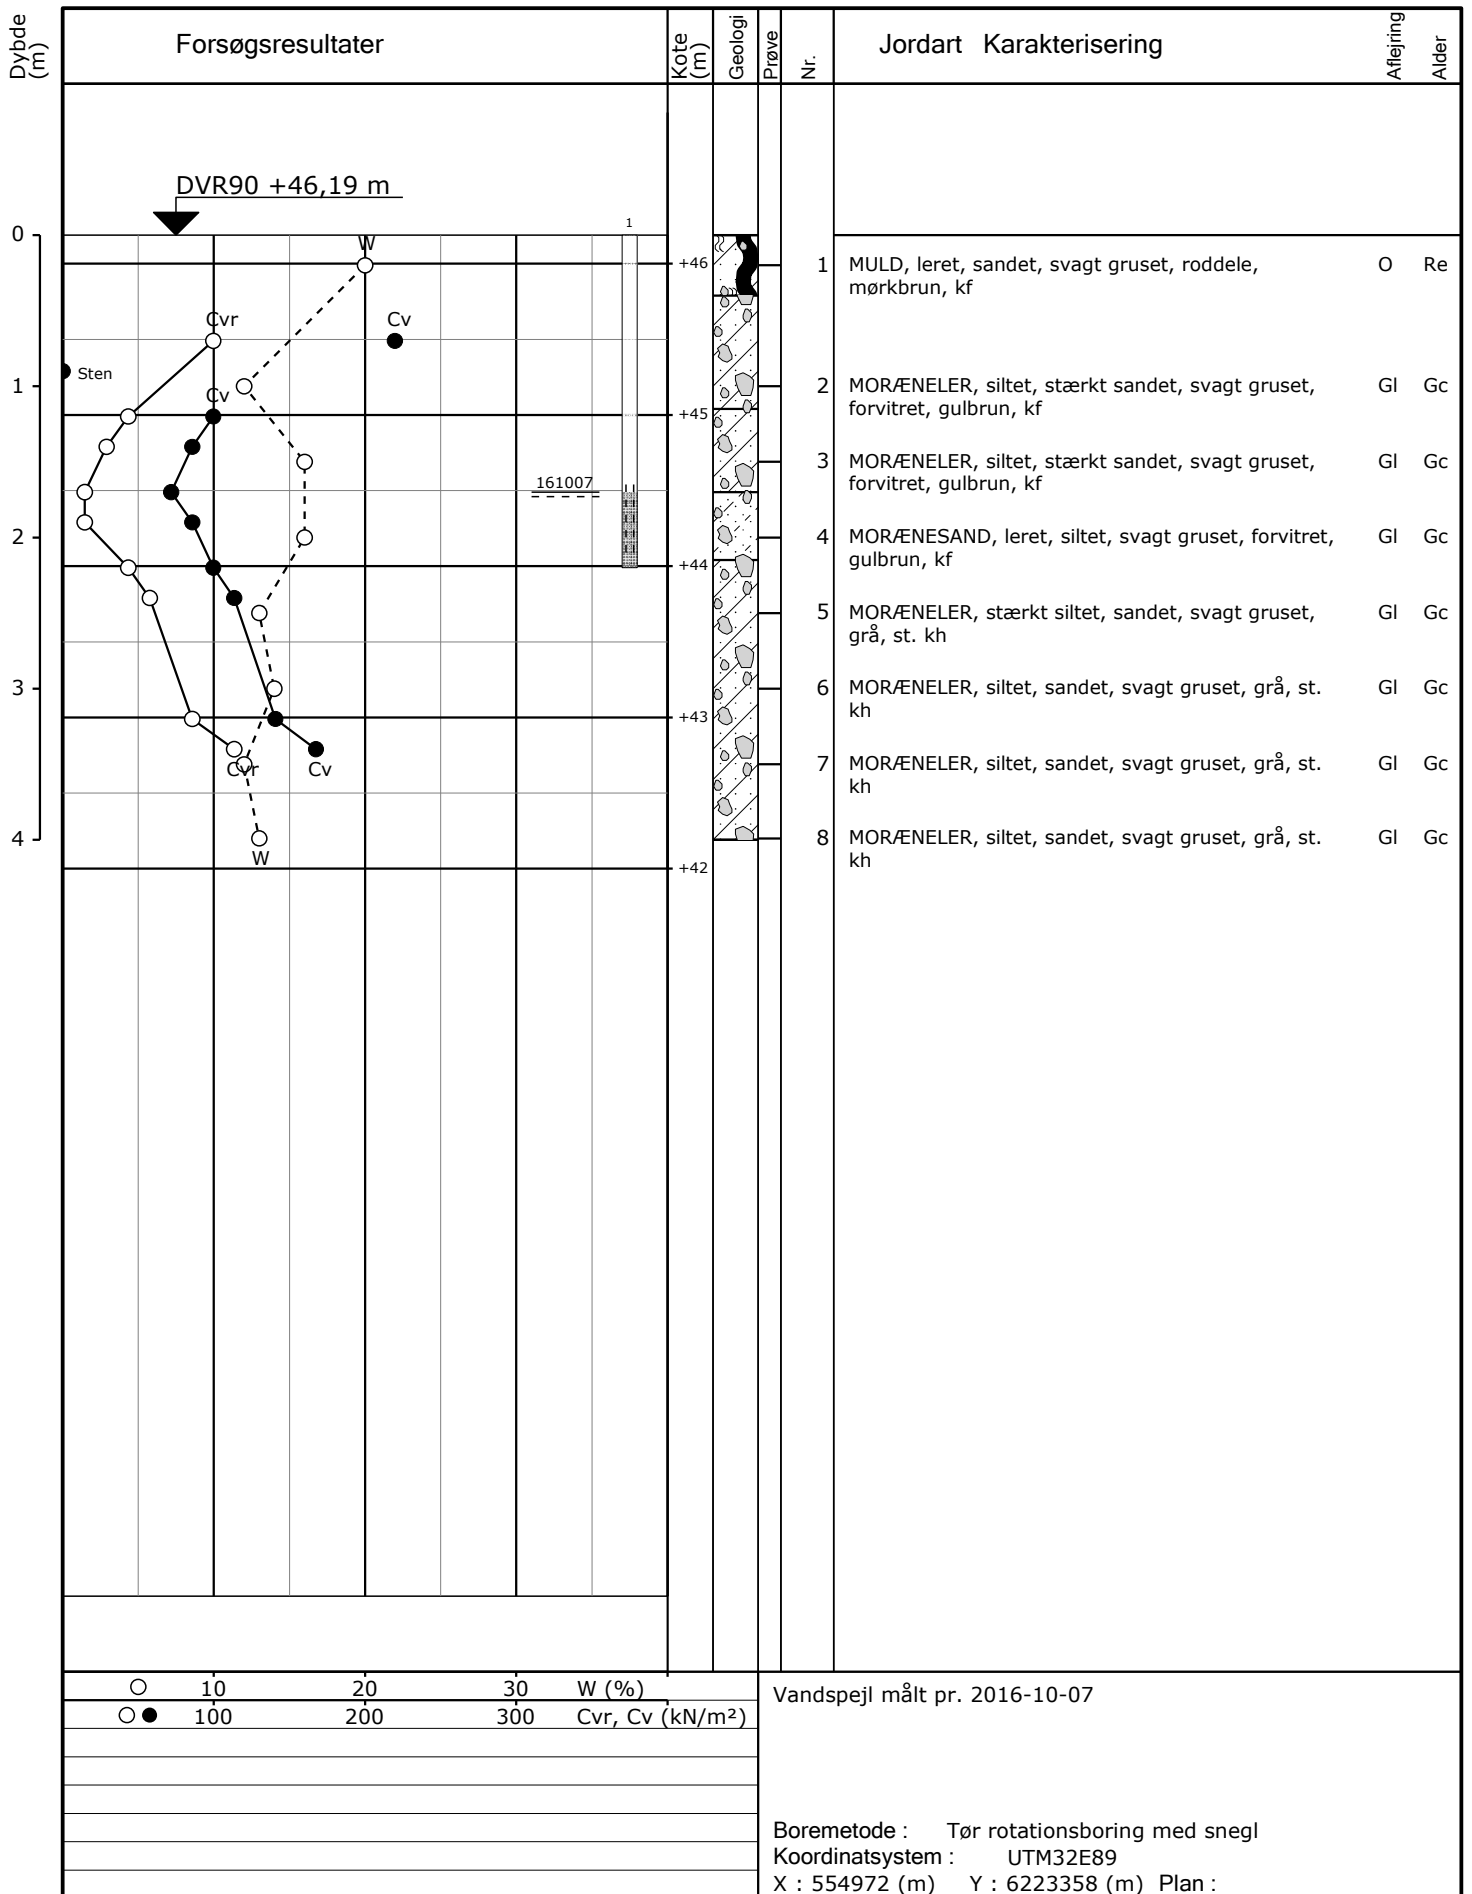 Dybde
(m)
Forsøgsresultater
Kote
(m)
Geologi
Prøve
Nr.
Jordart Karakterisering
Aflejring
Alder
DVR90 +46,19 m
0
W
1
+46
1 MULD, leret, sandet, svagt gruset, roddele, O Re
mørkbrun, kf
Cvr
Cv
Sten
1
Cv
+45
2 MORÆNELER, siltet, stærkt sandet, svagt gruset, Gl Gc
forvitret, gulbrun, kf
3 MORÆNELER, siltet, stærkt sandet, svagt gruset, Gl Gc
forvitret, gulbrun, kf
161007
2
+44
4 MORÆNESAND, leret, siltet, svagt gruset, forvitret, Gl Gc
gulbrun, kf
5 MORÆNELER, stærkt siltet, sandet, svagt gruset, Gl Gc
grå, st. kh
3
+43
6 MORÆNELER, siltet, sandet, svagt gruset, grå, st. Gl Gc
kh
Cvr
Cv
7 MORÆNELER, siltet, sandet, svagt gruset, grå, st. Gl Gc
kh
4
W
+42
8 MORÆNELER, siltet, sandet, svagt gruset, grå, st. Gl Gc
kh
10 20 30 W (%)
100 200 300 Cvr, Cv (kN/m²)
Vandspejl målt pr. 2016-10-07
Boremetode : Tør rotationsboring med snegl
Koordinatsystem : UTM32E89
X : 554972 (m) Y : 6223358 (m) Plan :